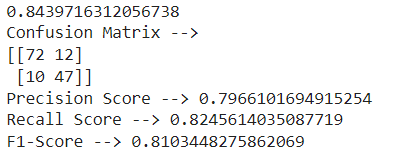 0.8439716312056738
Confusion Matrix -->
[[72 12]
 [10 47]]
Precision Score --> 0.7966101694915254
Recall Score --> 0.8245614035087719
F1-Score --> 0.8103448275862069